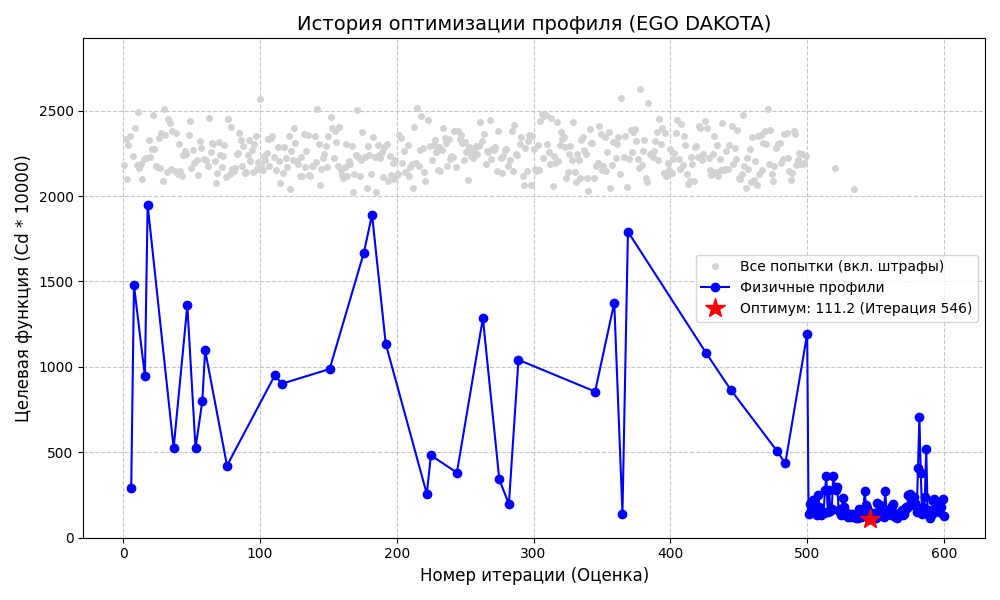 История оптимизации профиля (EGO DAKOTA)
Целевая функция (Cd * 10000)
2500
2000
1500
1000
500
0
Все попытки (вкл. штрафы)
Физичные профили
Оптимум: 111.2 (Итерация 546)
0 100 200 300 400 500 600
Номер итерации (Оценка)